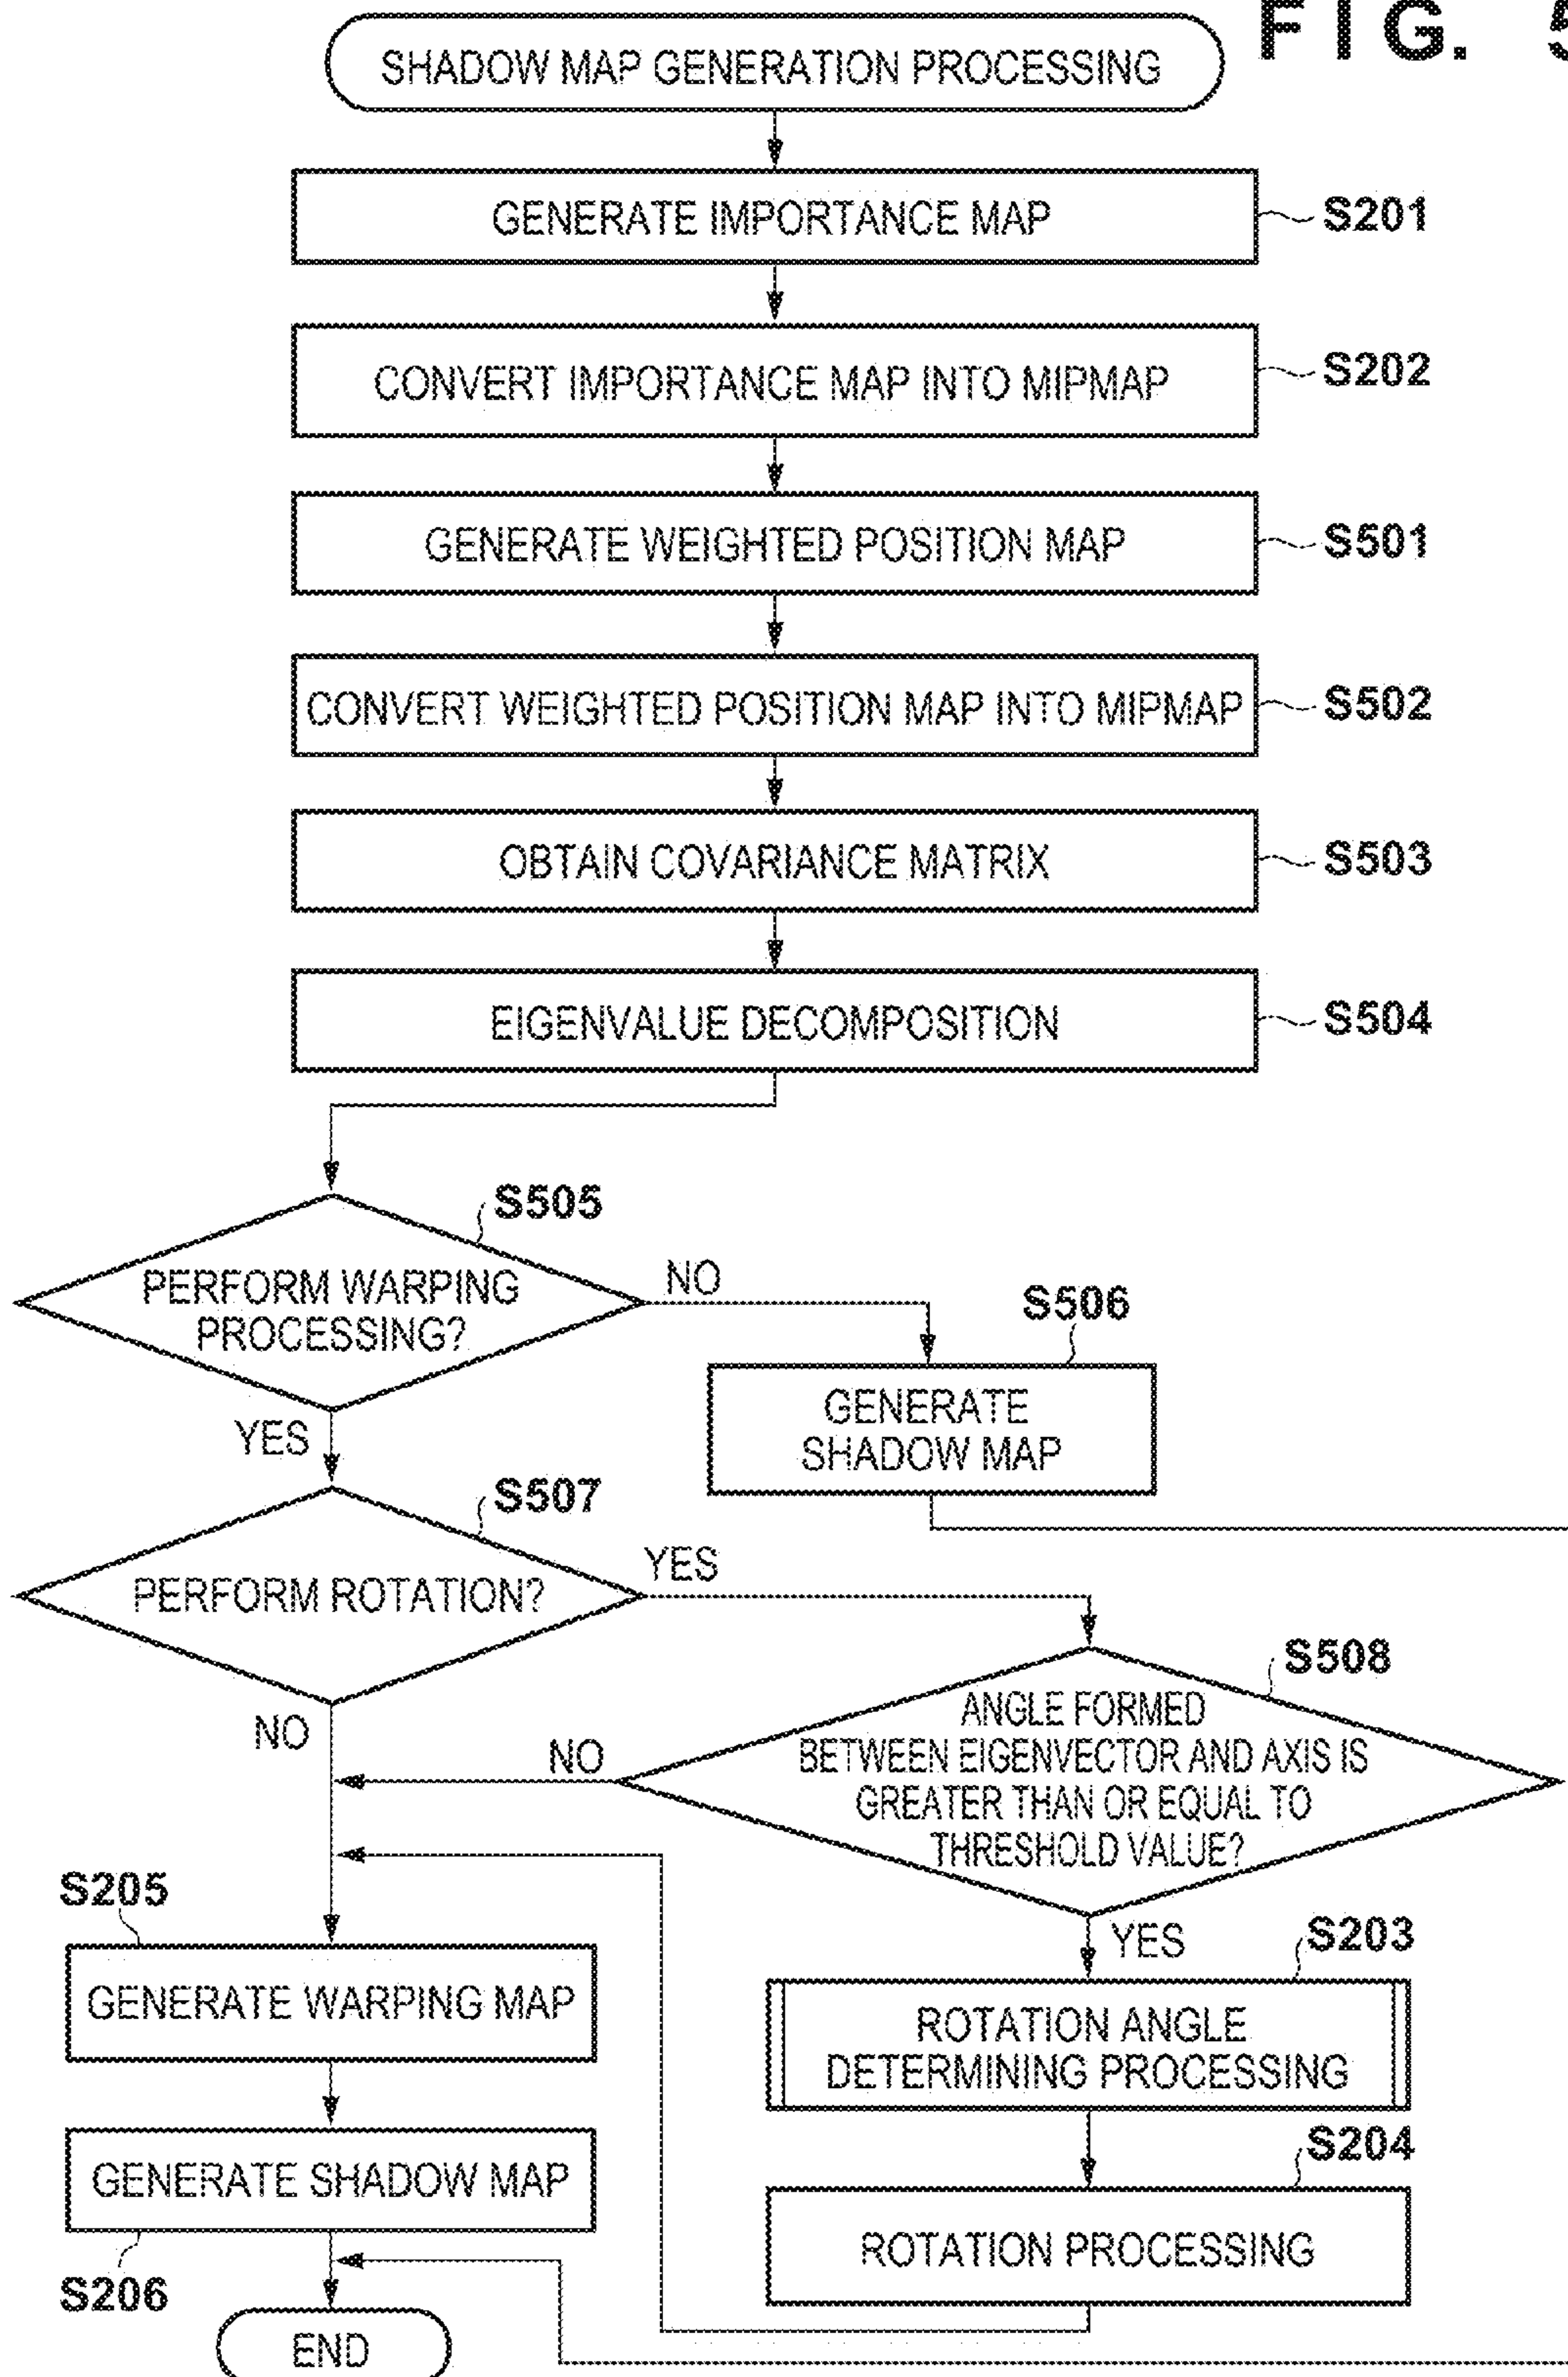 FIG. 5
SHADOW MAP GENERATION PROCESSING
GENERATE IMPORTANCE MAP
S201
CONVERT IMPORTANCE MAP INTO MIPMAP
S202
GENERATE WEIGHTED POSITION MAP
S501
CONVERT WEIGHTED POSITION MAP INTO MIPMAP
S502
OBTAIN COVARIANCE MATRIX
S503
EIGENVALUE DECOMPOSITION
S504
S505
PERFORM WARPING
PROCESSING?
NO
S506
GENERATE
SHADOW MAP
YES
S507
PERFORM ROTATION?
YES
S508
ANGLE FORMED
BETWEEN EIGENVECTOR AND AXIS IS
GREATER THAN OR EQUAL TO
THRESHOLD VALUE?
NO
NO
YES
S203
ROTATION ANGLE
DETERMINING PROCESSING
S204
ROTATION PROCESSING
S205
GENERATE WARPING MAP
GENERATE SHADOW MAP
S206
END